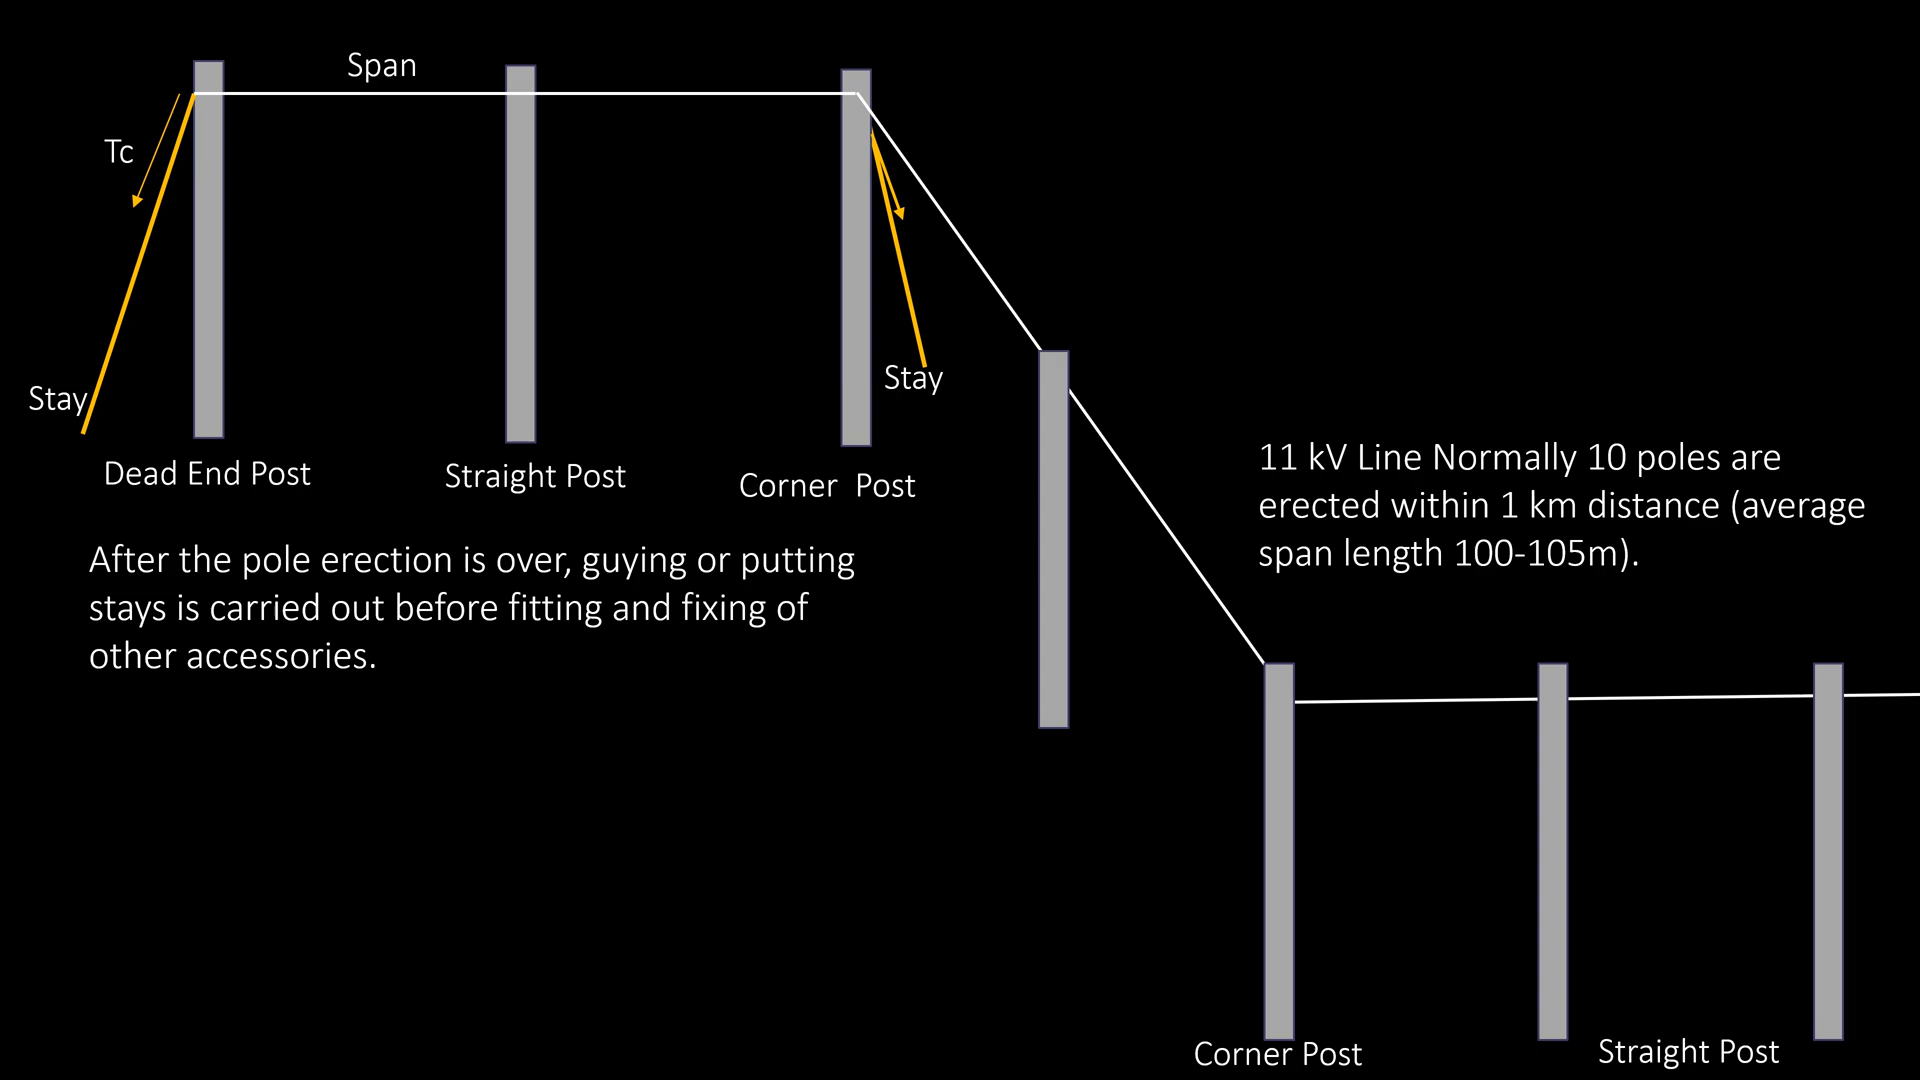 Span
Tc
Stay
Stay
Dead End Post
Straight Post
Corner  Post
After the pole erection is over, guying or putting
stays is carried out before fitting and fixing of
other accessories.
11 kV Line Normally 10 poles are
erected within 1 km distance (average
span length 100-105m).
Corner Post
Straight Post